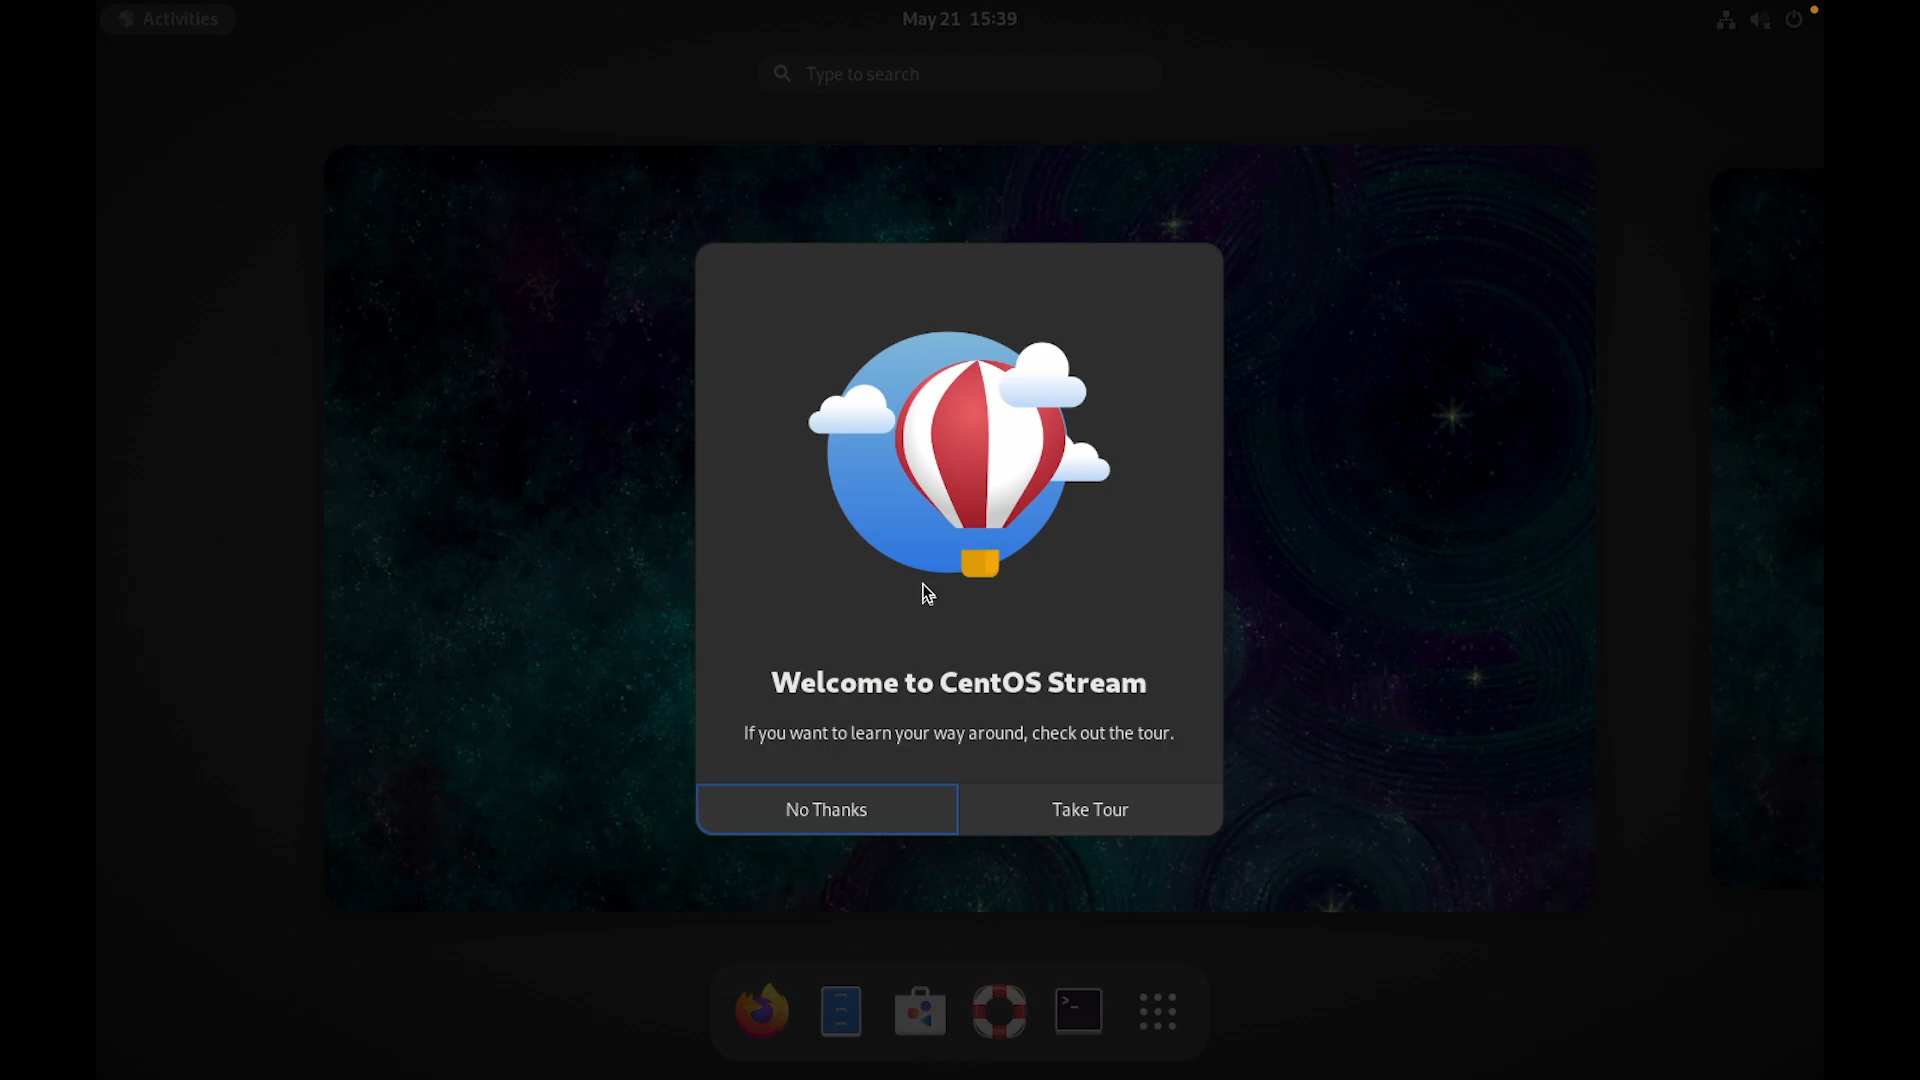 Activities
May 21 15:39
Type to search
Welcome to CentOS Stream
If you want to learn your way around, check out the tour.
No Thanks
Take Tour
>_